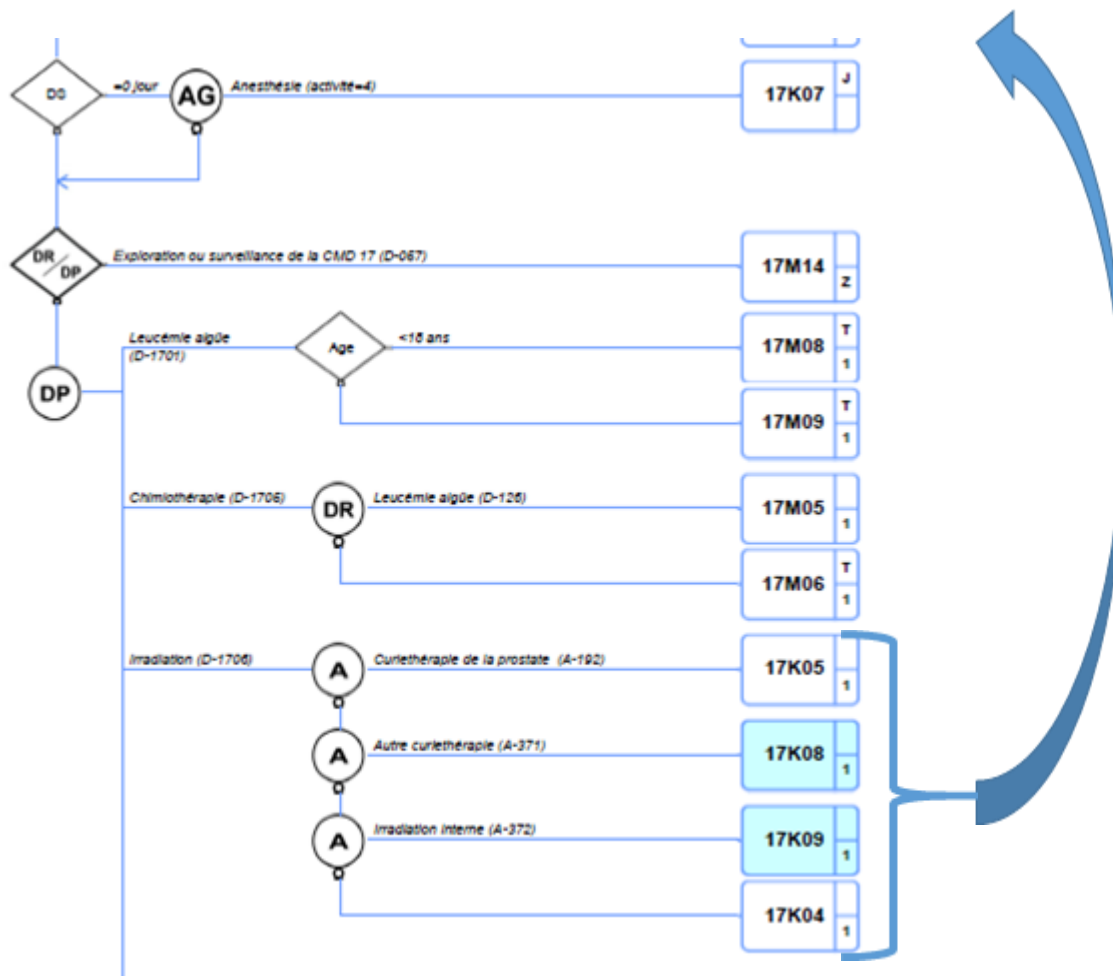 DS
=0 jour
AG
Anesthésie (activité=4)
17K07
J
DR
DP
Exploration ou surveillance de la CMD 17 (D-067)
17M14
Z
Leucémie aigüe
(D-1701)
Age
<18 ans
17M08
T
1
DP
17M09
T
1
Chimiothérapie (D-1705)
DR
Leucémie aigüe (D-126)
17M05
1
17M06
T
1
Irradiation (D-1706)
A
Curiethérapie de la prostate (A-192)
17K05
1
A
Autre curiethérapie (A-371)
17K08
1
A
Irradiation interne (A-372)
17K09
1
17K04
1